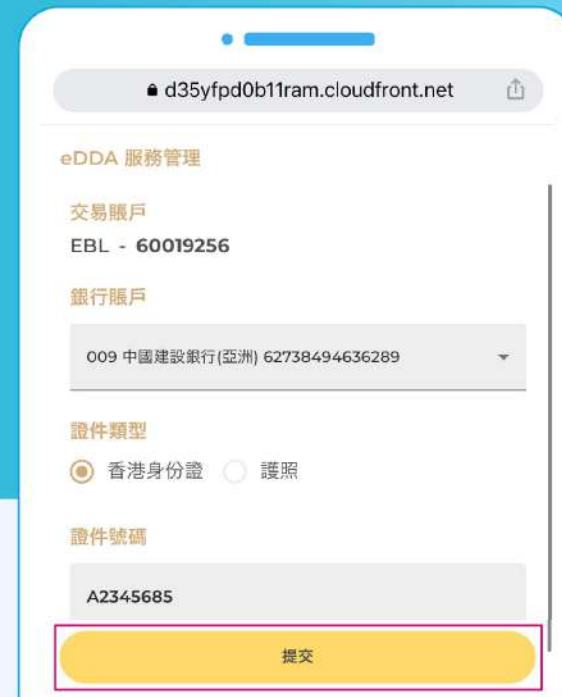 d35yfpd0b11ram.cloudfront.net
eDDA 服務管理
交易賬戶
EBL - 60019256
銀行賬戶
009 中國建設銀行(亞洲) 62738494636289
證件類型
香港身份證 護照
證件號碼
A2345685
提交